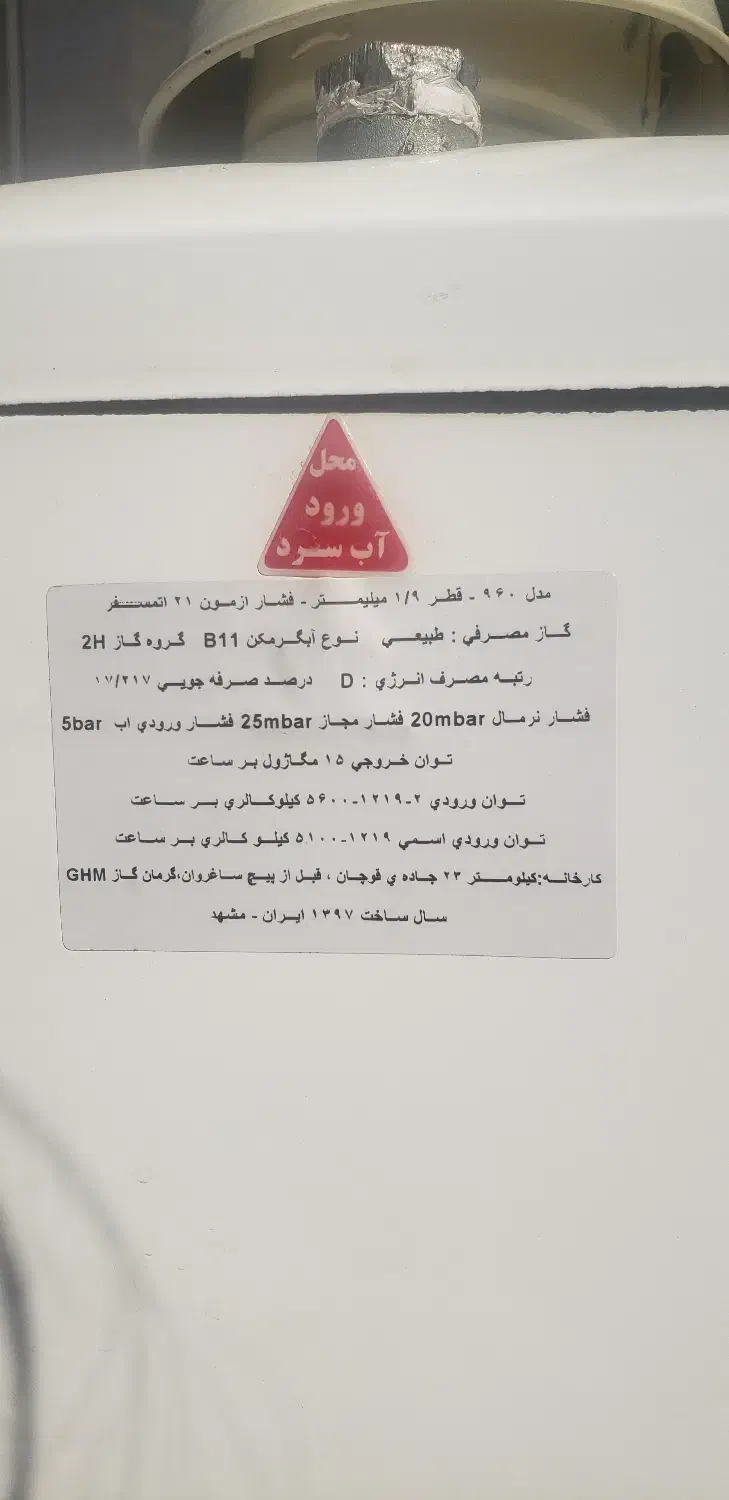 محل
ورود
آب سرد
مدل ۹۶۰ - قطر ۱/۹ میلیمتر - فشار ازمون ۲۱ اتمسفر
گاز مصرفي : طبيعي نوع آبگرمکن B11 گروه گاز 2H
رتبه مصرف انرژي : D درصد صرفه جويي ۱۷/۲۱۷
فشار نرمال 20mbar فشار مجاز 25mbar فشار ورودي اب 5bar
توان خروجي ۱۵ مگاژول بر ساعت
توان ورودي ۲-۱۲۱۹-۵۶۰۰ کيلوکالري بر ساعت
توان ورودي اسمي ۱۲۱۹-۵۱۰۰ کيلو کالري بر ساعت
کارخانه:کيلومتر ۲۳ جاده ي قوچان ، قبل از پيچ ساغروان،گرمان گاز GHM
سال ساخت ۱۳۹۷ ايران - مشهد